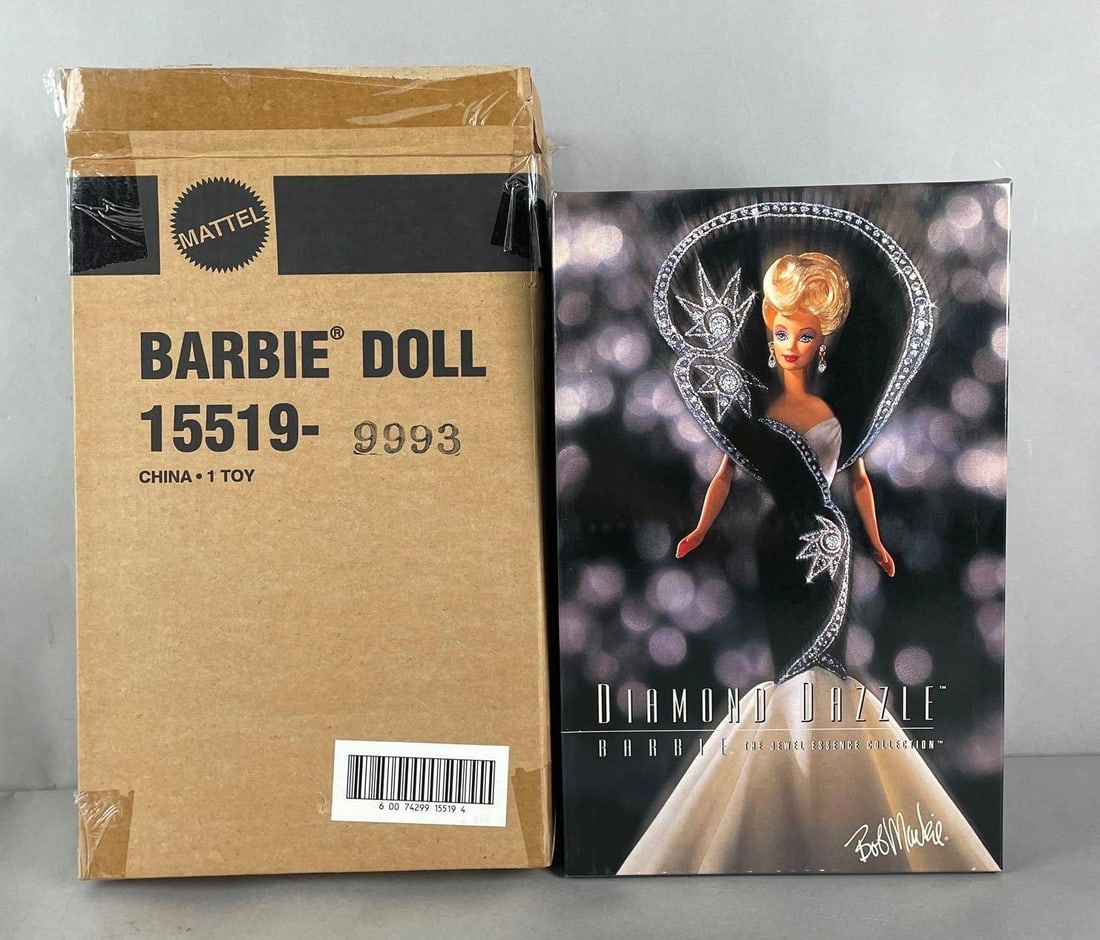 MATTEL
BARBIE® DOLL
15519- 9993
CHINA • 1 TOY
6 00 74299 15519 4
DIAMOND DAZZLE™
BARBIE THE JEWEL ESSENCE COLLECTION™
Bob Mackie®